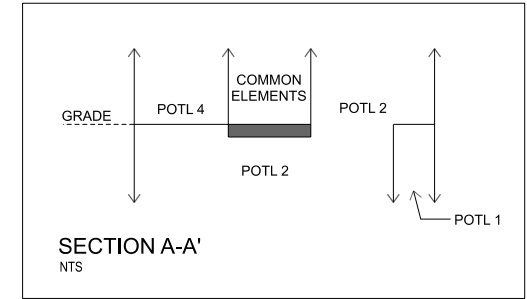 COMMON
ELEMENTS
GRADE
POTL 4
POTL 2
POTL 2
POTL 1
SECTION A-A'
NTS